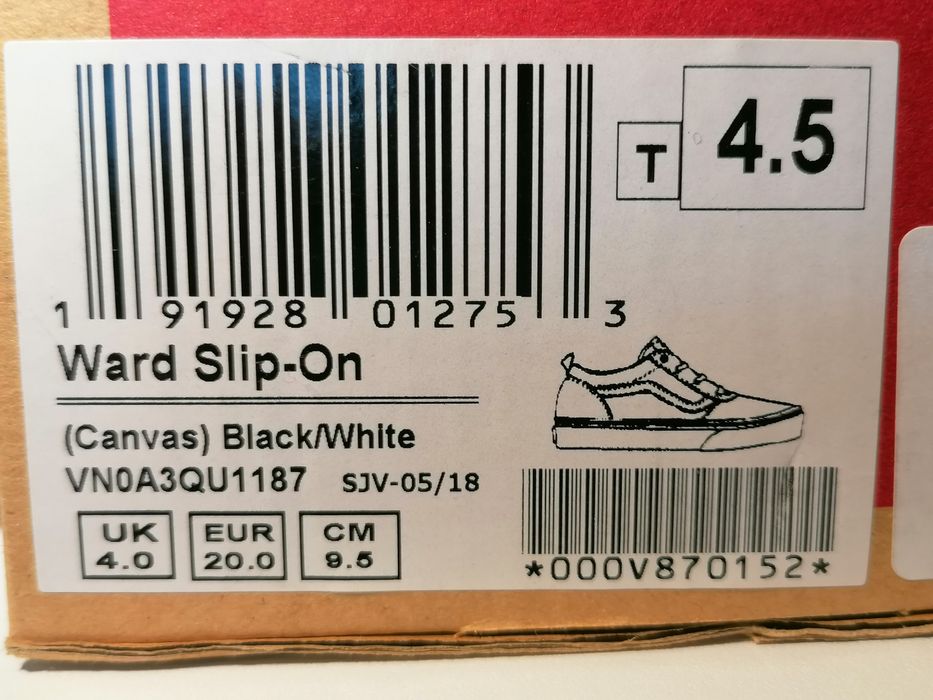 T 4.5
1 91928 01275 3
Ward Slip-On
(Canvas) Black/White
VN0A3QU1187 SJV-05/18
UK EUR CM
4.0 20.0 9.5
*000V870152*